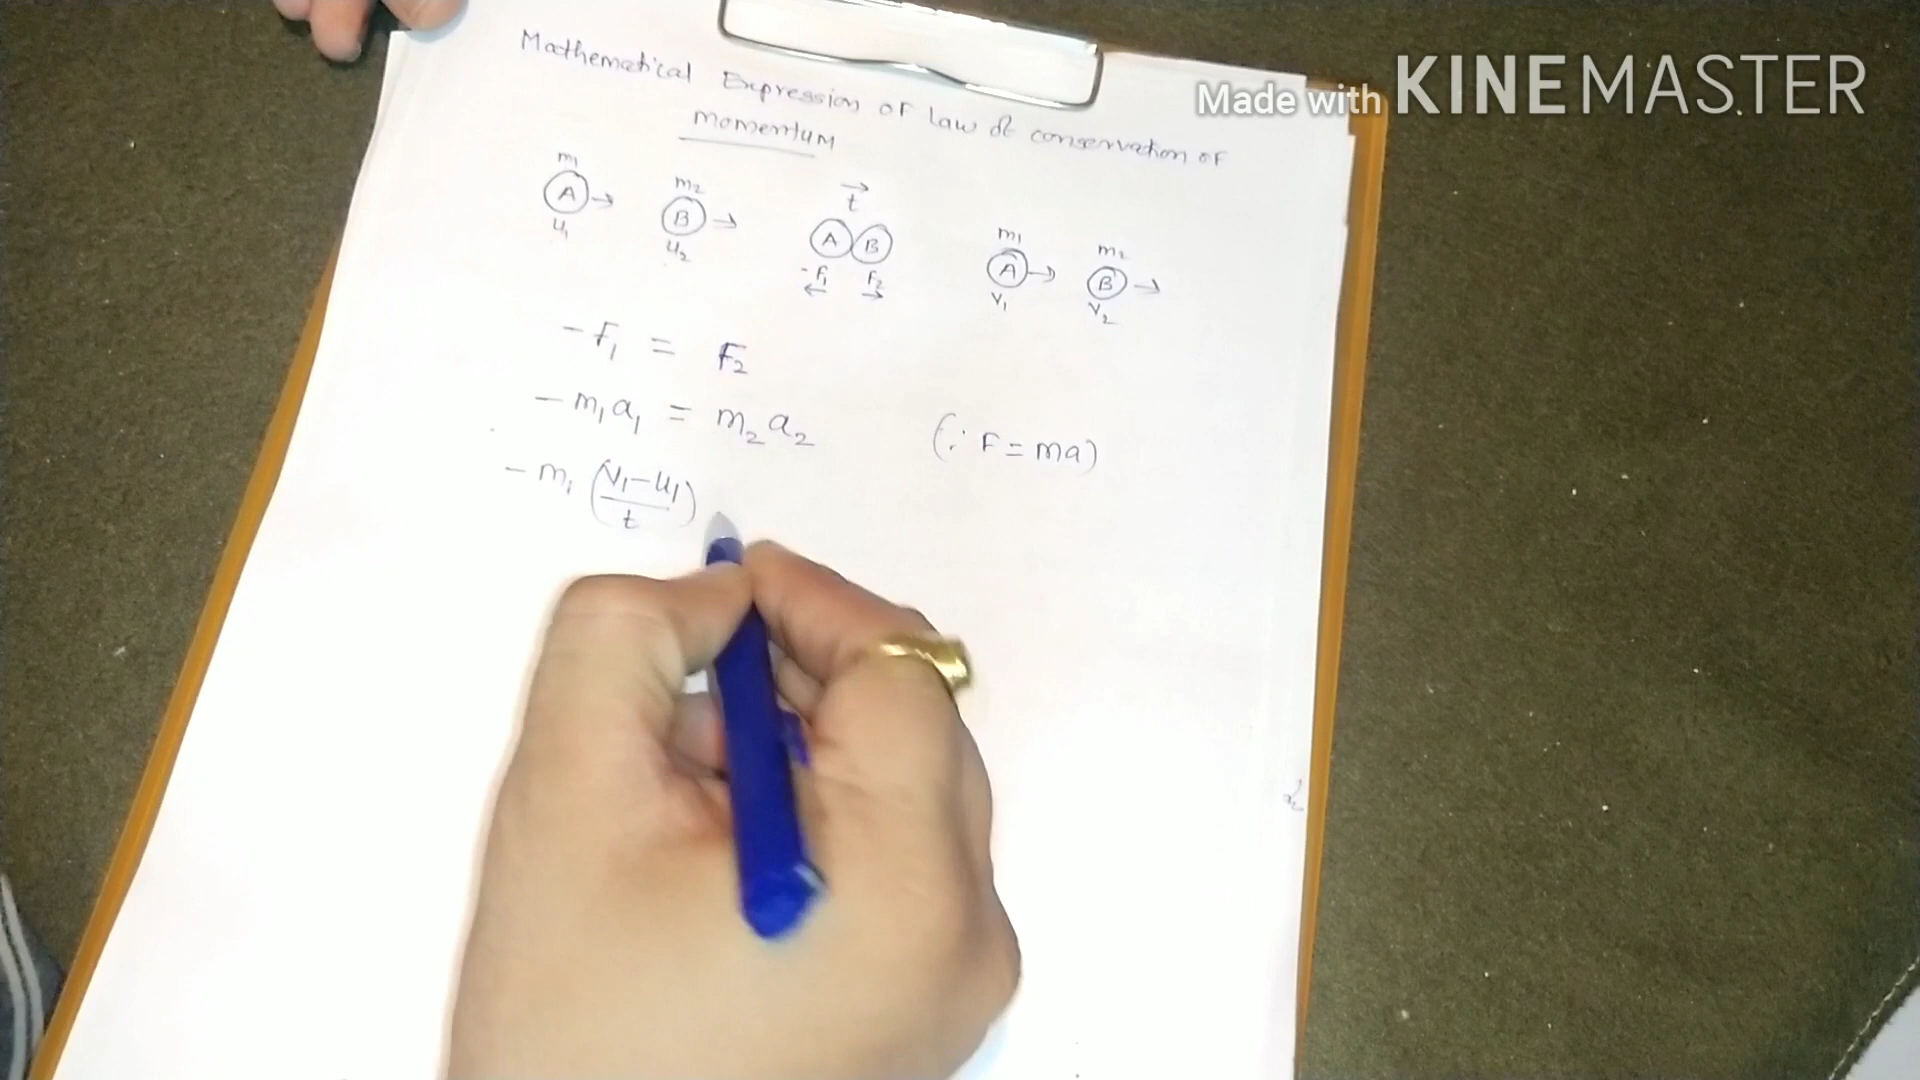 Made with KINEMASTER
Mathematical Expression of Law of conservation of
momentum
m₁ m₂ t⃗ m₁ m₂
A → B → A B A → B →
u₁ u₂ -F₁ F₂ v₁ v₂
← →
-F₁ = F₂
-m₁a₁ = m₂a₂ (∵ F = ma)
-m₁ (v₁-u₁/t)